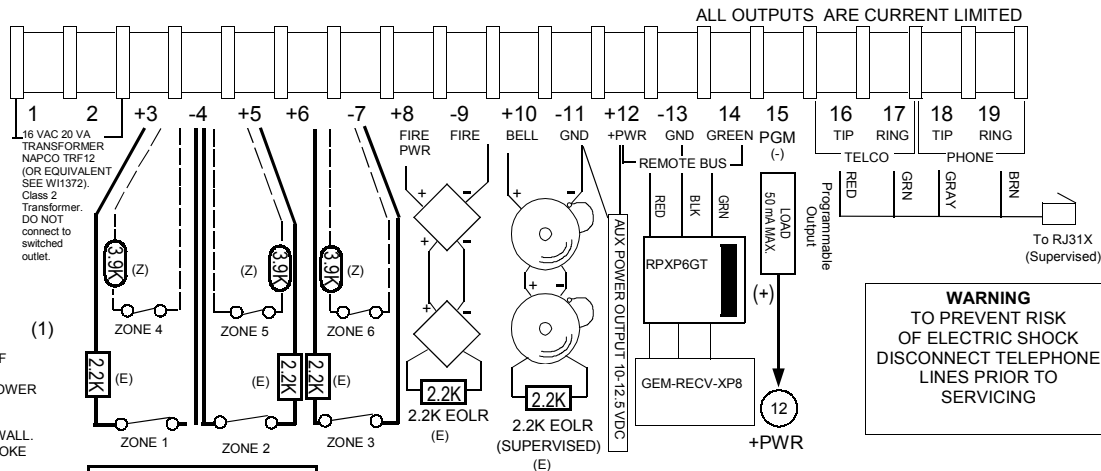 ALL OUTPUTS ARE CURRENT LIMITED
1 2 +3 -4 +5 +6 -7 +8 -9 +10 -11 +12 -13 14 15 16 17 18 19
16 VAC 20 VA
TRANSFORMER
NAPCO TRF12
(OR EQUIVALENT
SEE WI1372).
Class 2
Transformer.
DO NOT
connect to
switched
outlet.
FIRE
PWR
FIRE
BELL
GND
+PWR
GND
GREEN
PGM
(-)
TIP
RING
TIP
RING
REMOTE BUS
TELCO
PHONE
RED
BLK
GRN
LOAD
50 mA MAX.
Programmable
Output
RED
GRN
GRAY
BRN
To RJ31X
(Supervised)
3.9K
(Z)
3.9K
(Z)
3.9K
(Z)
ZONE 4
ZONE 5
ZONE 6
+
-
+
-
+
-
+
-
AUX POWER OUTPUT 10-12.5 VDC
RPXP6GT
(+)
(1)
F
OWER
WALL.
OKE
2.2K
(E)
(E)
2.2K
2.2K
(E)
ZONE 1
ZONE 2
ZONE 3
2.2K
2.2K EOLR
(E)
2.2K
2.2K EOLR
(SUPERVISED)
(E)
GEM-RECV-XP8
12
+PWR
WARNING
TO PREVENT RISK
OF ELECTRIC SHOCK
DISCONNECT TELEPHONE
LINES PRIOR TO
SERVICING